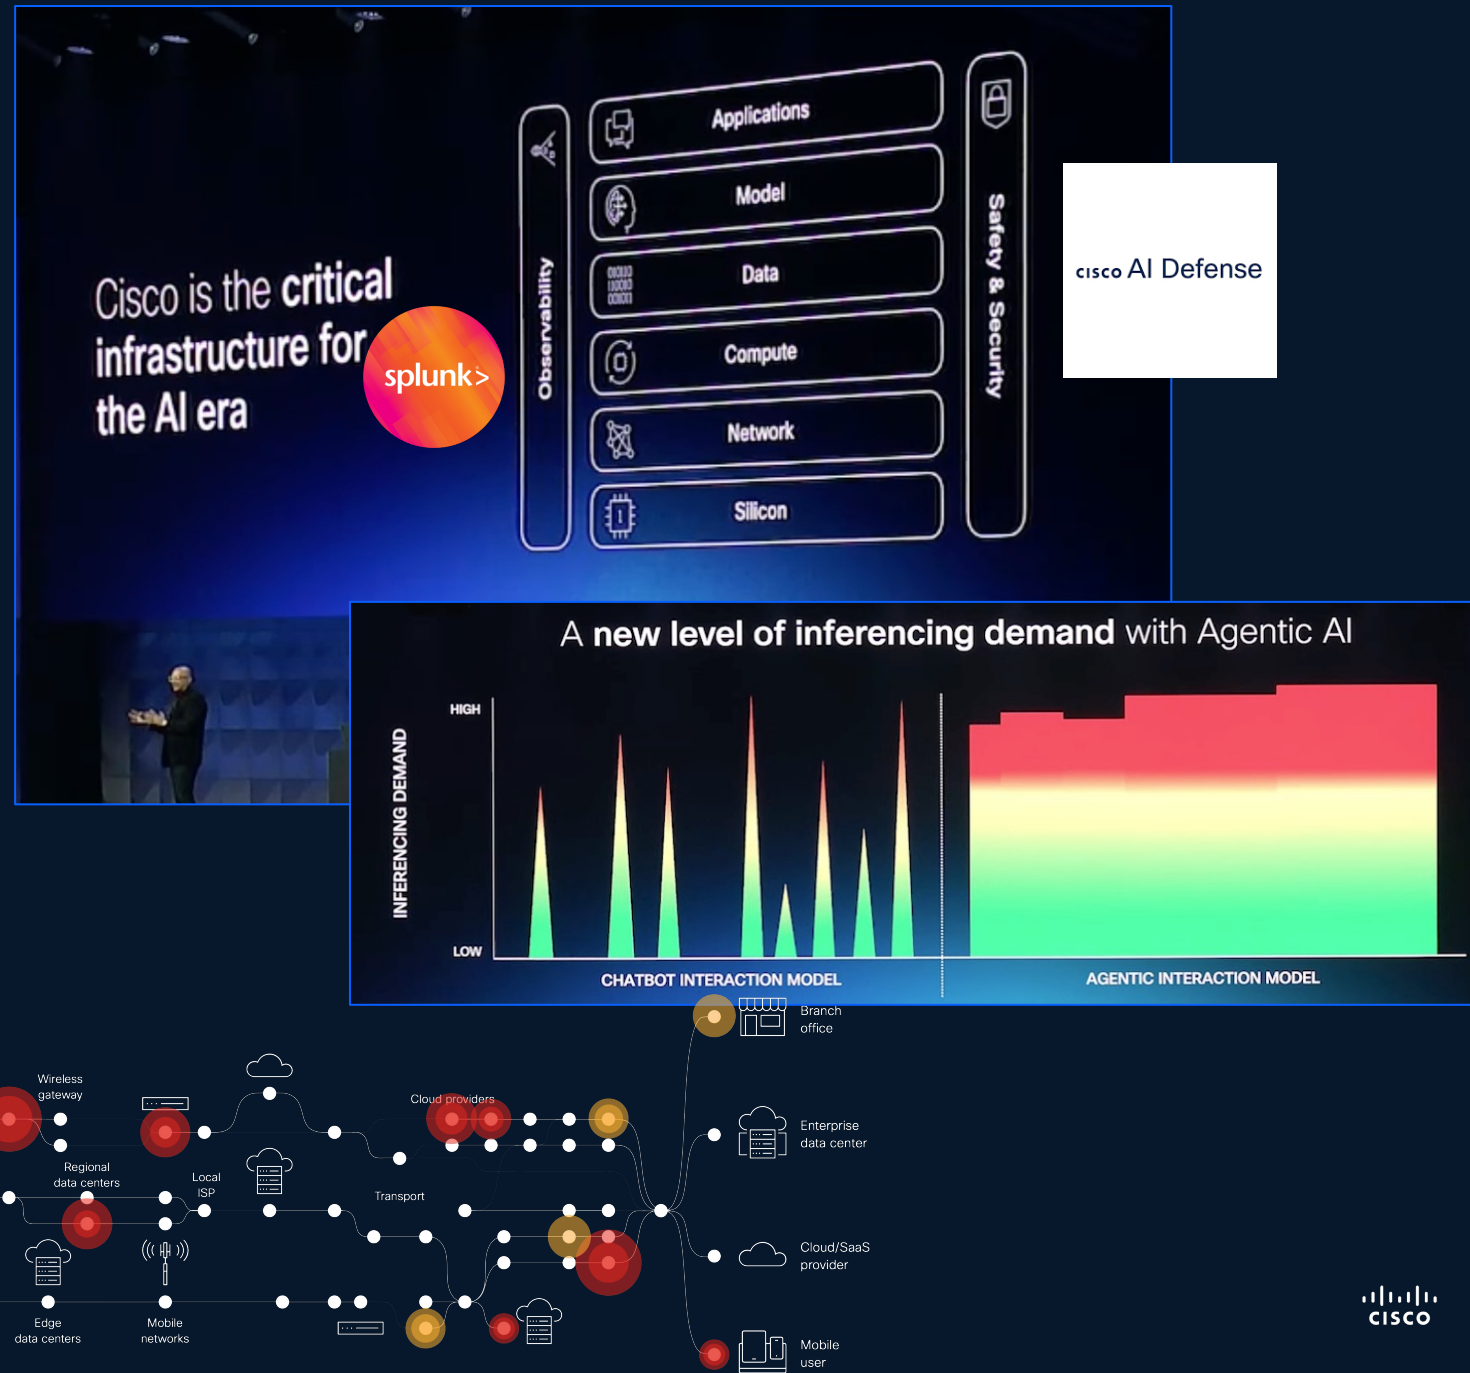 Cisco is the critical
infrastructure for
the AI era
splunk>
Observability
Applications
Model
Data
Compute
Network
Silicon
Safety & Security
CISCO AI Defense
A new level of inferencing demand with Agentic AI
INFERENCING DEMAND
HIGH
LOW
CHATBOT INTERACTION MODEL
AGENTIC INTERACTION MODEL
Branch
office
Wireless
gateway
Cloud providers
Enterprise
data center
Regional
data centers
Local
ISP
Transport
Cloud/SaaS
provider
Edge
data centers
Mobile
networks
Mobile
user
CISCO